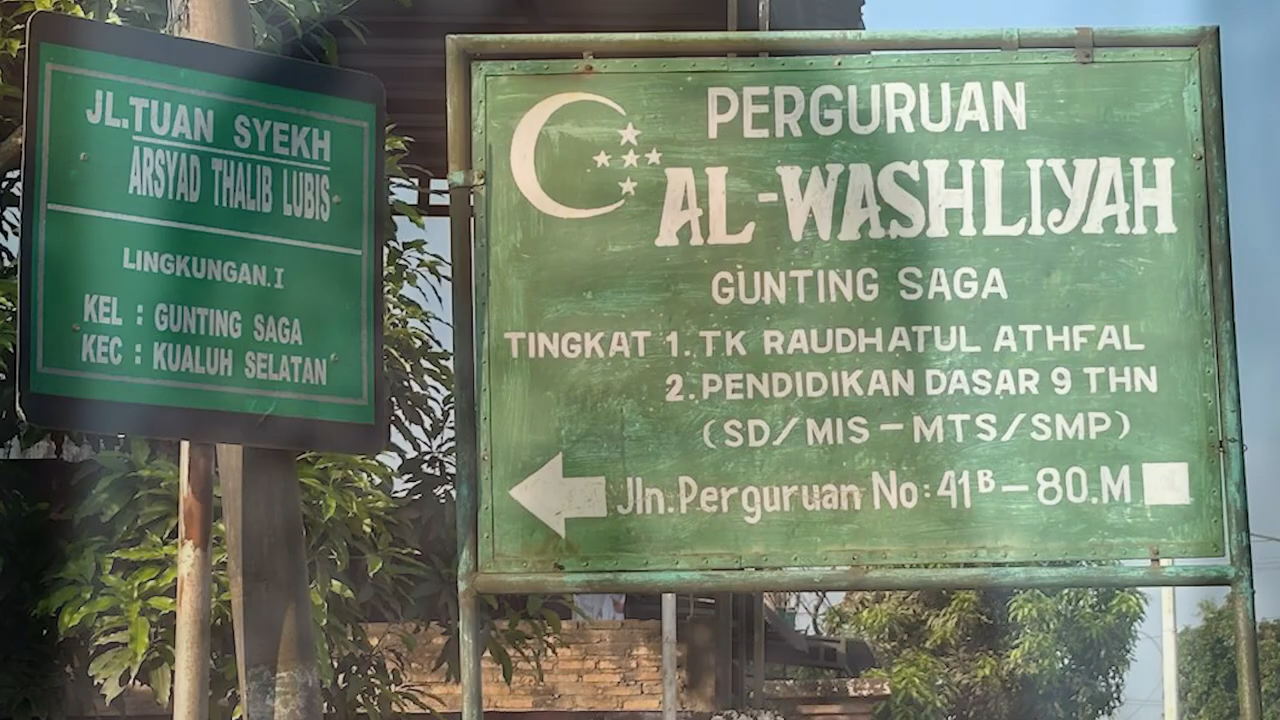 JL.TUAN SYEKH
ARSYAD THALIB LUBIS
LINGKUNGAN.I
KEL : GUNTING SAGA
KEC : KUALUH SELATAN
PERGURUAN
AL-WASHLIYAH
GUNTING SAGA
TINGKAT 1. TK RAUDHATUL ATHFAL
2. PENDIDIKAN DASAR 9 THN
(SD/MIS – MTS/SMP)
Jln. Perguruan No : 41B – 80.M